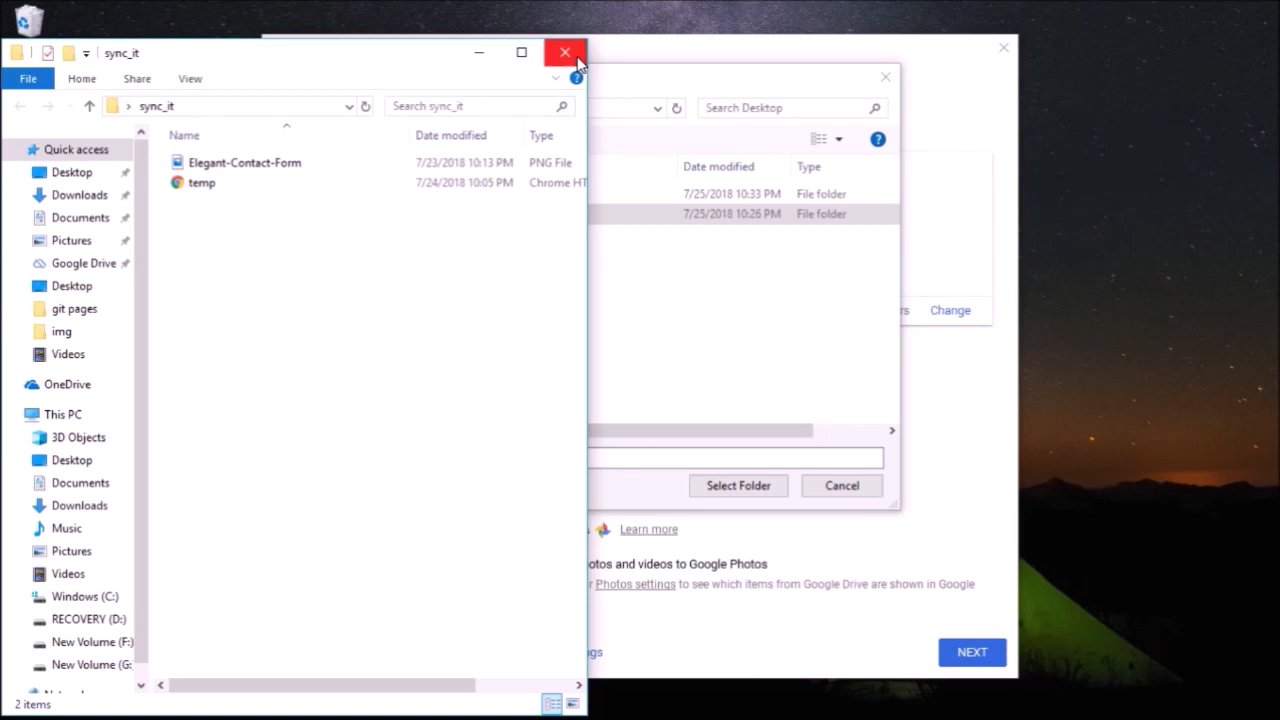 sync_it
File
Home
Share
View
sync_it
Search sync_it
Name
Date modified
Type
Elegant-Contact-Form
7/23/2018 10:13 PM
PNG File
temp
7/24/2018 10:05 PM
Chrome HT
Quick access
Desktop
Downloads
Documents
Pictures
Google Drive
Desktop
git pages
img
Videos
OneDrive
This PC
3D Objects
Desktop
Documents
Downloads
Music
Pictures
Videos
Windows (C:)
RECOVERY (D:)
New Volume (F:)
New Volume (G:
2 items
Search Desktop
Date modified
Type
7/25/2018 10:33 PM
File folder
7/25/2018 10:26 PM
File folder
rs
Change
Select Folder
Cancel
Learn more
otos and videos to Google Photos
r Photos settings to see which items from Google Drive are shown in Google
gs
NEXT